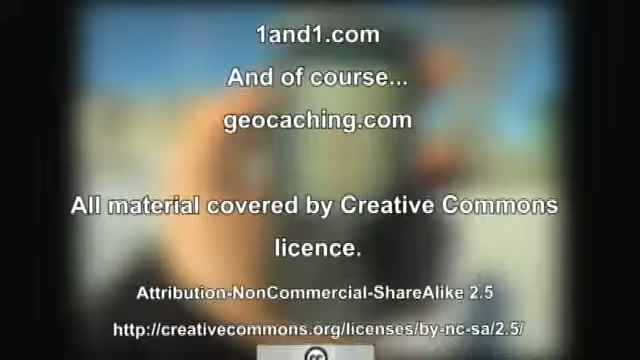 1and1.com
And of course...
geocaching.com
All material covered by Creative Commons
licence.
Attribution-NonCommercial-ShareAlike 2.5
http://creativecommons.org/licenses/by-nc-sa/2.5/
cc